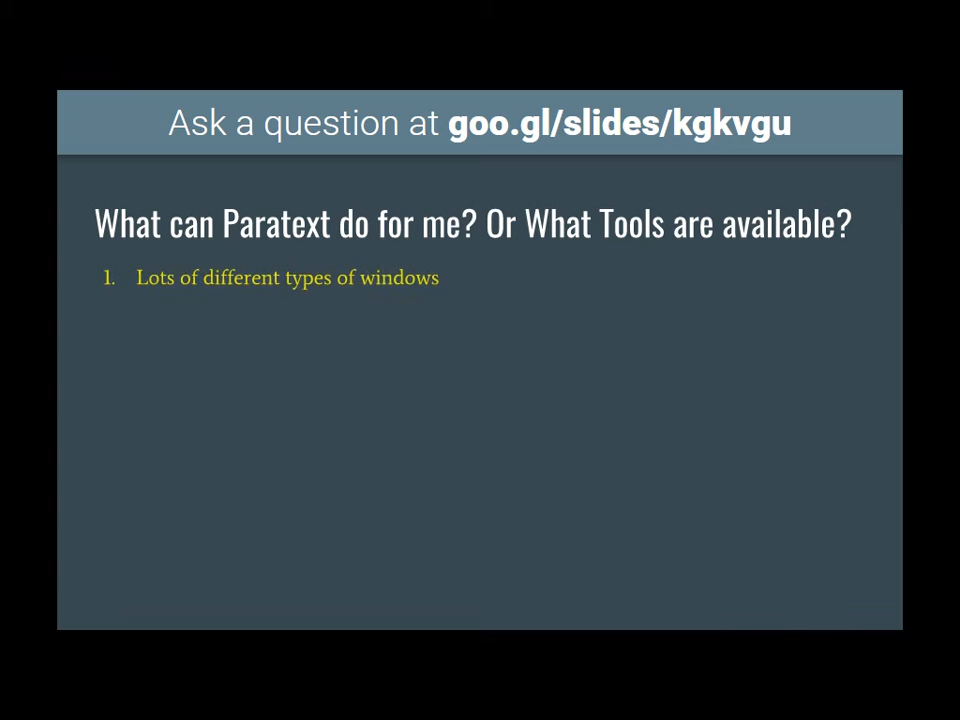 Ask a question at goo.gl/slides/kgkvgu
What can Paratext do for me? Or What Tools are available?
1. Lots of different types of windows